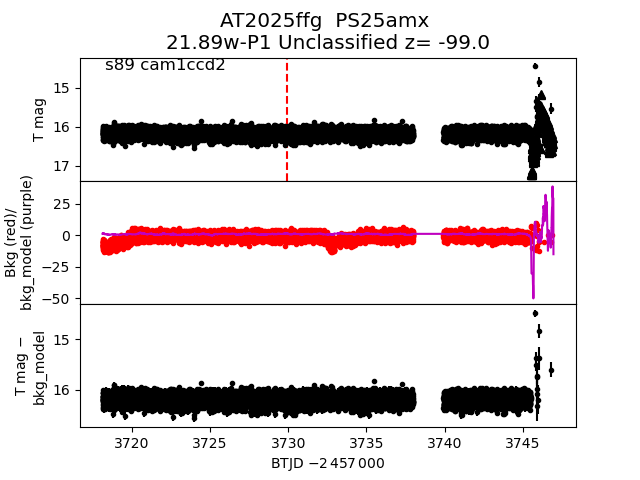 AT2025ffg  PS25amx
21.89w-P1 Unclassified z= -99.0
s89 cam1ccd2
T mag
15
16
17
Bkg (red)/
bkg_model (purple)
25
0
−25
−50
T mag −
bkg_model
15
16
3720
3725
3730
3735
3740
3745
BTJD −2 457 000